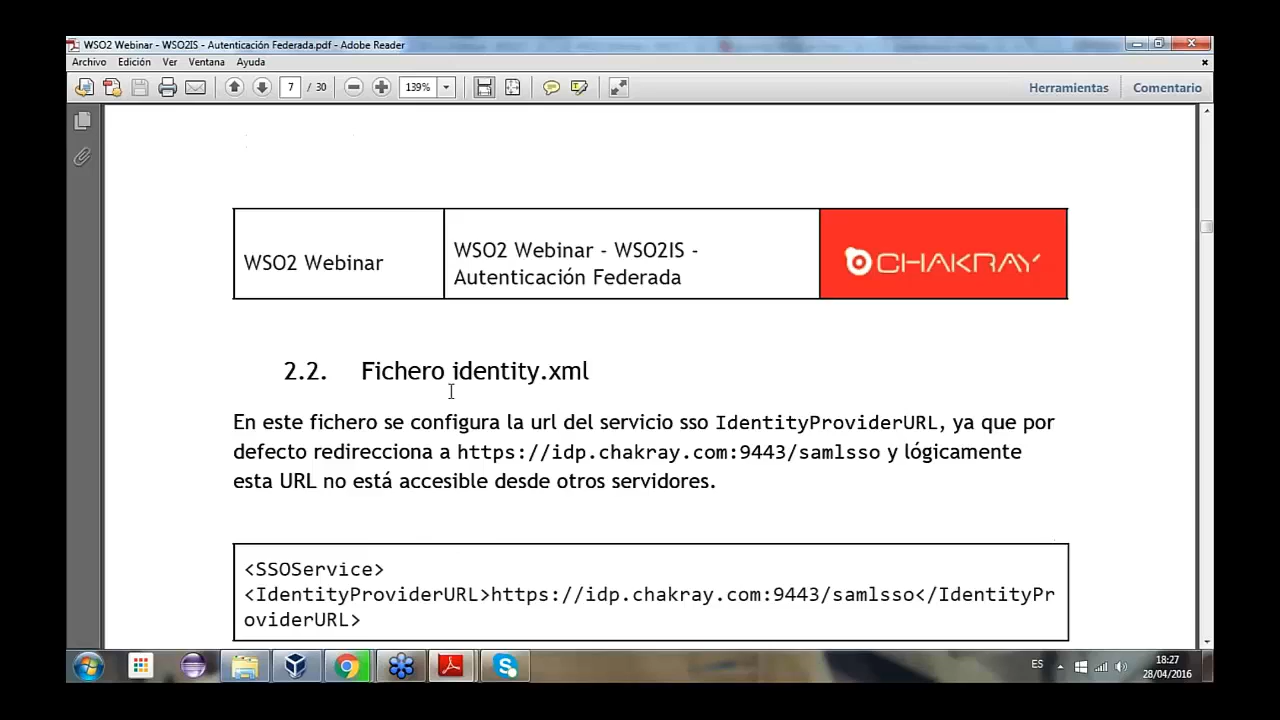 WSO2 Webinar - WSO2IS - Autenticación Federada.pdf - Adobe Reader
Archivo Edición Ver Ventana Ayuda
7 / 30 139% Herramientas Comentario
WSO2 Webinar
WSO2 Webinar - WSO2IS -
Autenticación Federada
CHAKRAY
2.2. Fichero identity.xml
En este fichero se configura la url del servicio sso IdentityProviderURL, ya que por
defecto redirecciona a https://idp.chakray.com:9443/samlsso y lógicamente
esta URL no está accesible desde otros servidores.
<SSOService>
<IdentityProviderURL>https://idp.chakray.com:9443/samlsso</IdentityPr
oviderURL>
ES
18:27
28/04/2016